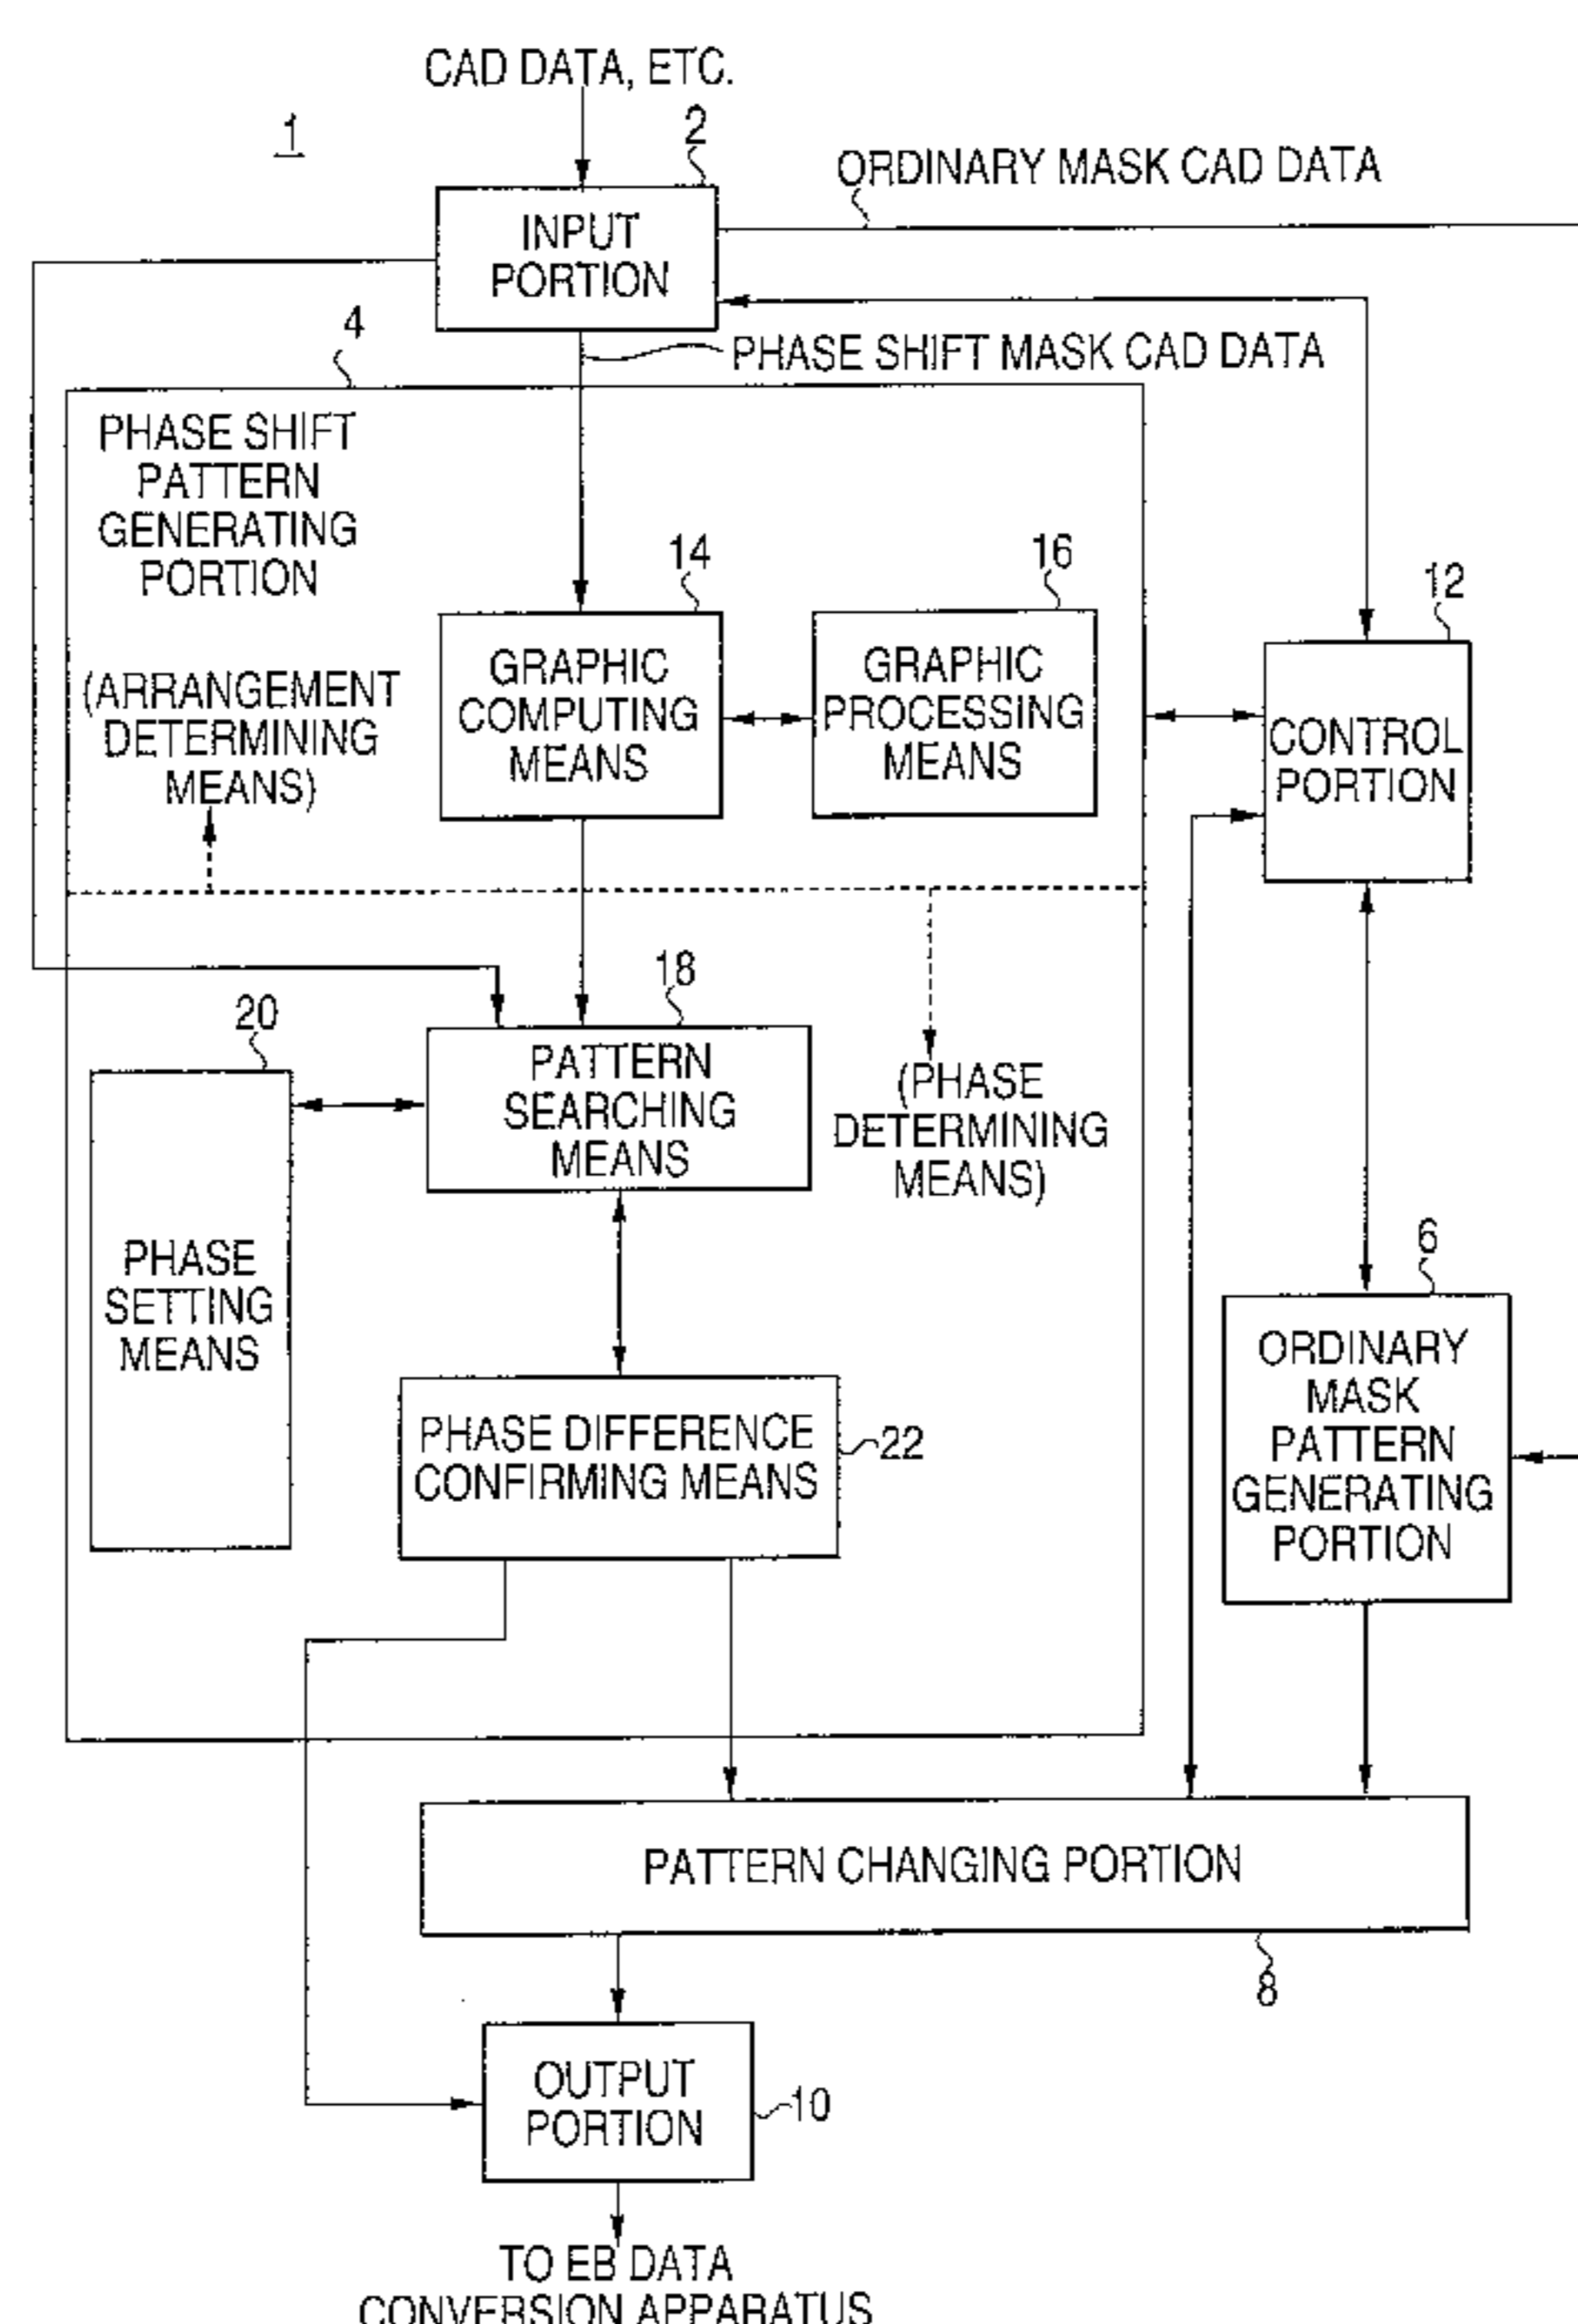 CAD DATA, ETC.
1
2
ORDINARY MASK CAD DATA
INPUT
PORTION
4
PHASE SHIFT MASK CAD DATA
PHASE SHIFT
PATTERN
GENERATING
PORTION
14
16
12
GRAPHIC
COMPUTING
MEANS
GRAPHIC
PROCESSING
MEANS
(ARRANGEMENT
DETERMINING
MEANS)
CONTROL
PORTION
18
20
PATTERN
SEARCHING
MEANS
(PHASE
DETERMINING
MEANS)
PHASE
SETTING
MEANS
6
ORDINARY
MASK
PATTERN
GENERATING
PORTION
PHASE DIFFERENCE
CONFIRMING MEANS
22
PATTERN CHANGING PORTION
8
OUTPUT
PORTION
10
TO EB DATA
CONVERSION APPARATUS